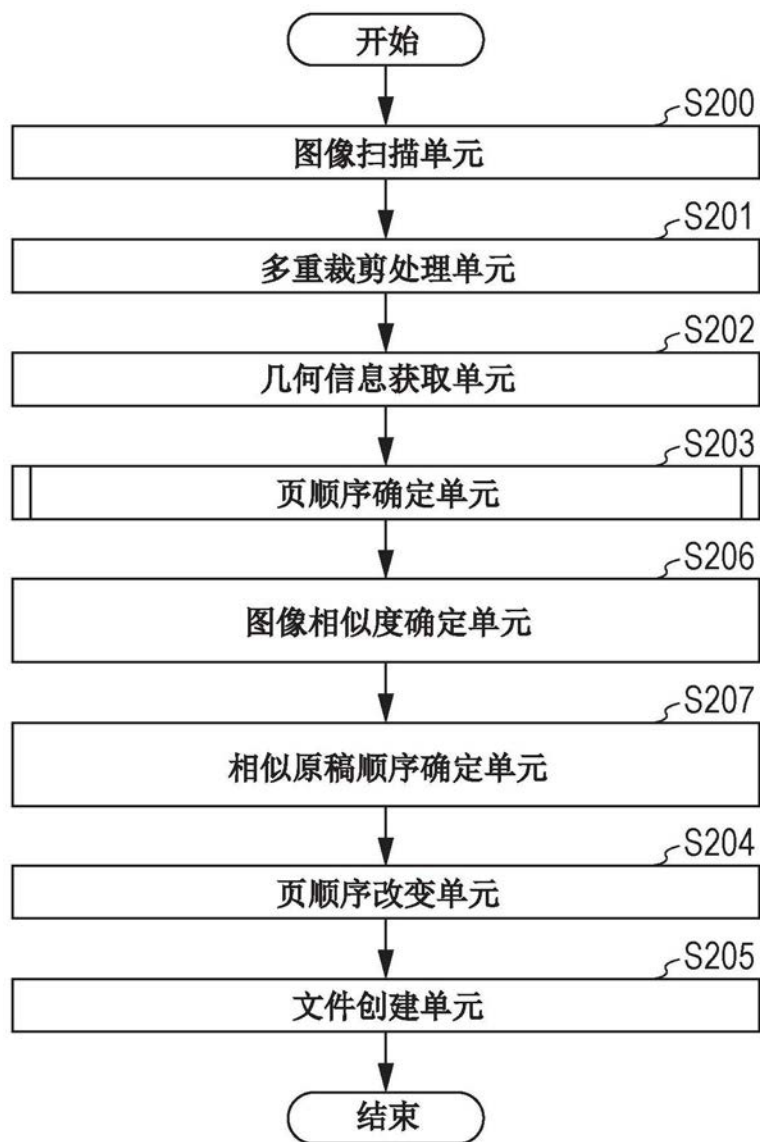 开始
S200
图像扫描单元
S201
多重裁剪处理单元
S202
几何信息获取单元
S203
页顺序确定单元
S206
图像相似度确定单元
S207
相似原稿顺序确定单元
S204
页顺序改变单元
S205
文件创建单元
结束